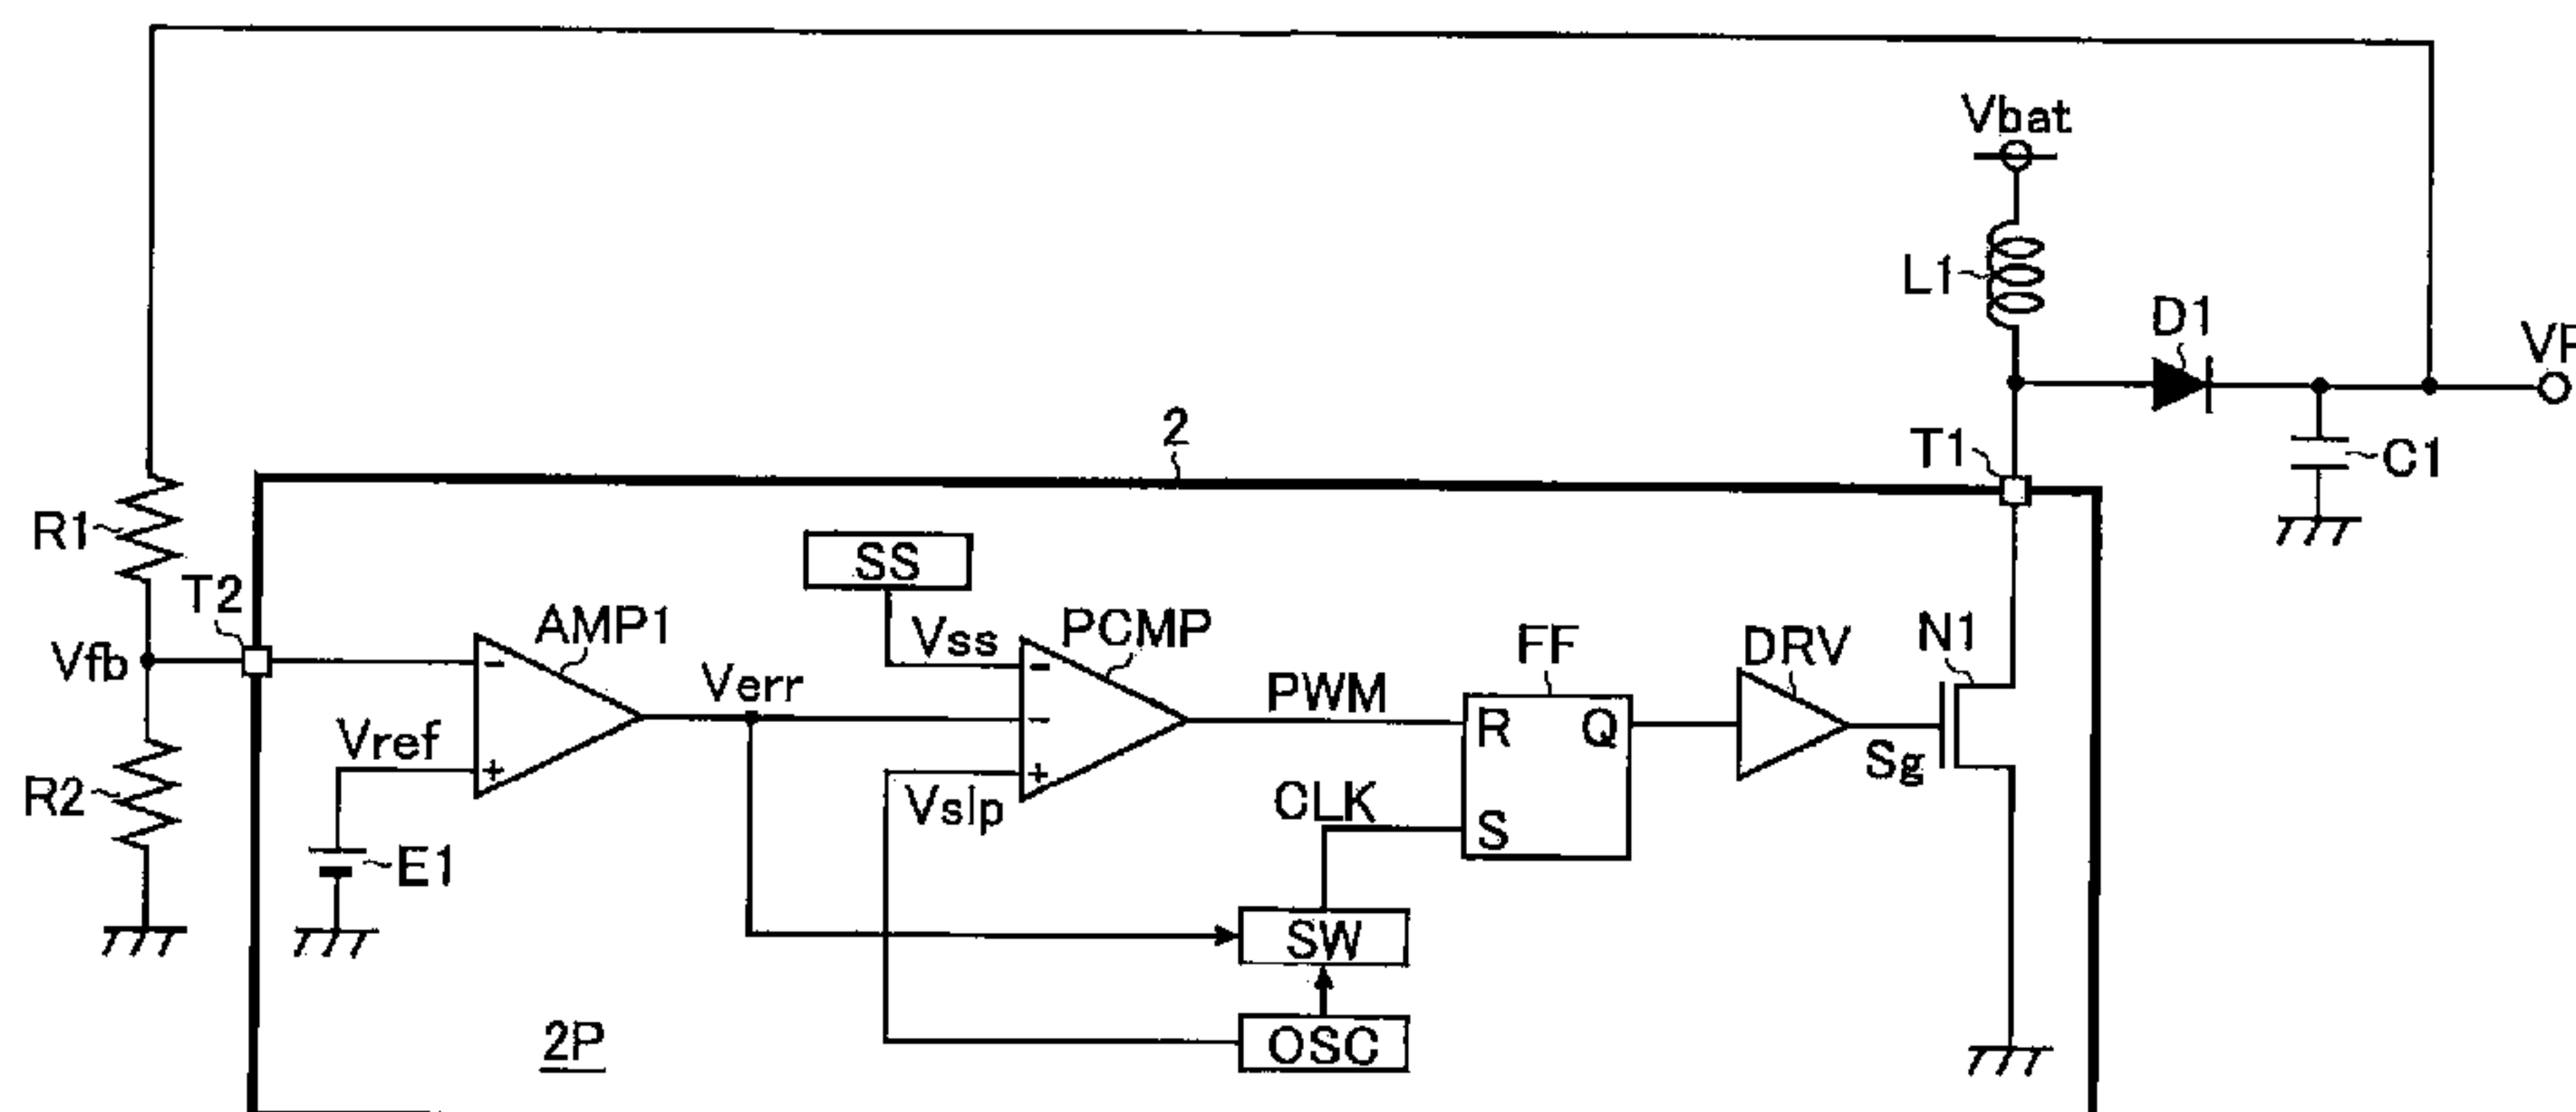 Vbat
L1
D1
VP
2
T1
C1
R1
SS
T2
AMP1
Vss
PCMP
FF
DRV
N1
Vfb
-
-
Verr
-
PWM
R
Q
Vref
+
+
Sg
R2
Vslp
CLK
S
E1
SW
2P
OSC